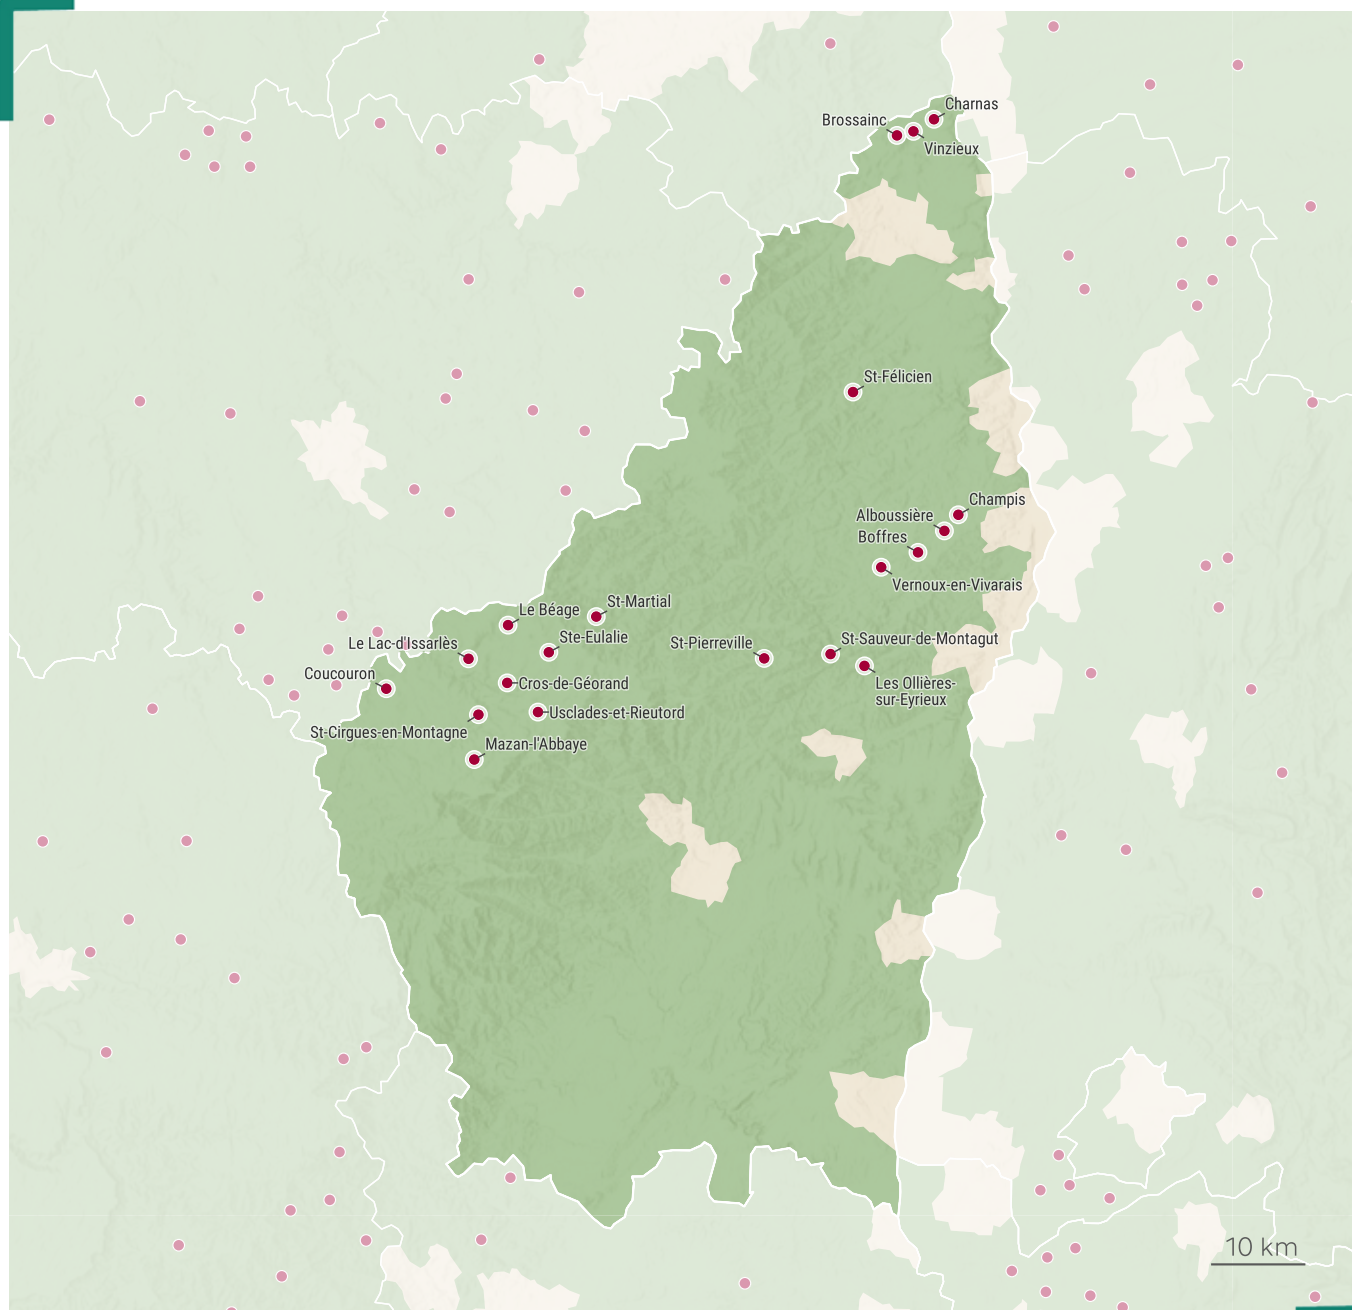 Charnas
Brossainc
Vinzieux
St-Félicien
Champis
Alboussière
Boffres
Vernoux-en-Vivarais
St-Martial
Le Béage
Ste-Eulalie
St-Sauveur-de-Montagut
St-Pierreville
Le Lac-d'Issarlès
Coucouron
Cros-de-Géorand
Les Ollières-
sur-Eyrieux
Usclades-et-Rieutord
St-Cirgues-en-Montagne
Mazan-l'Abbaye
10 km